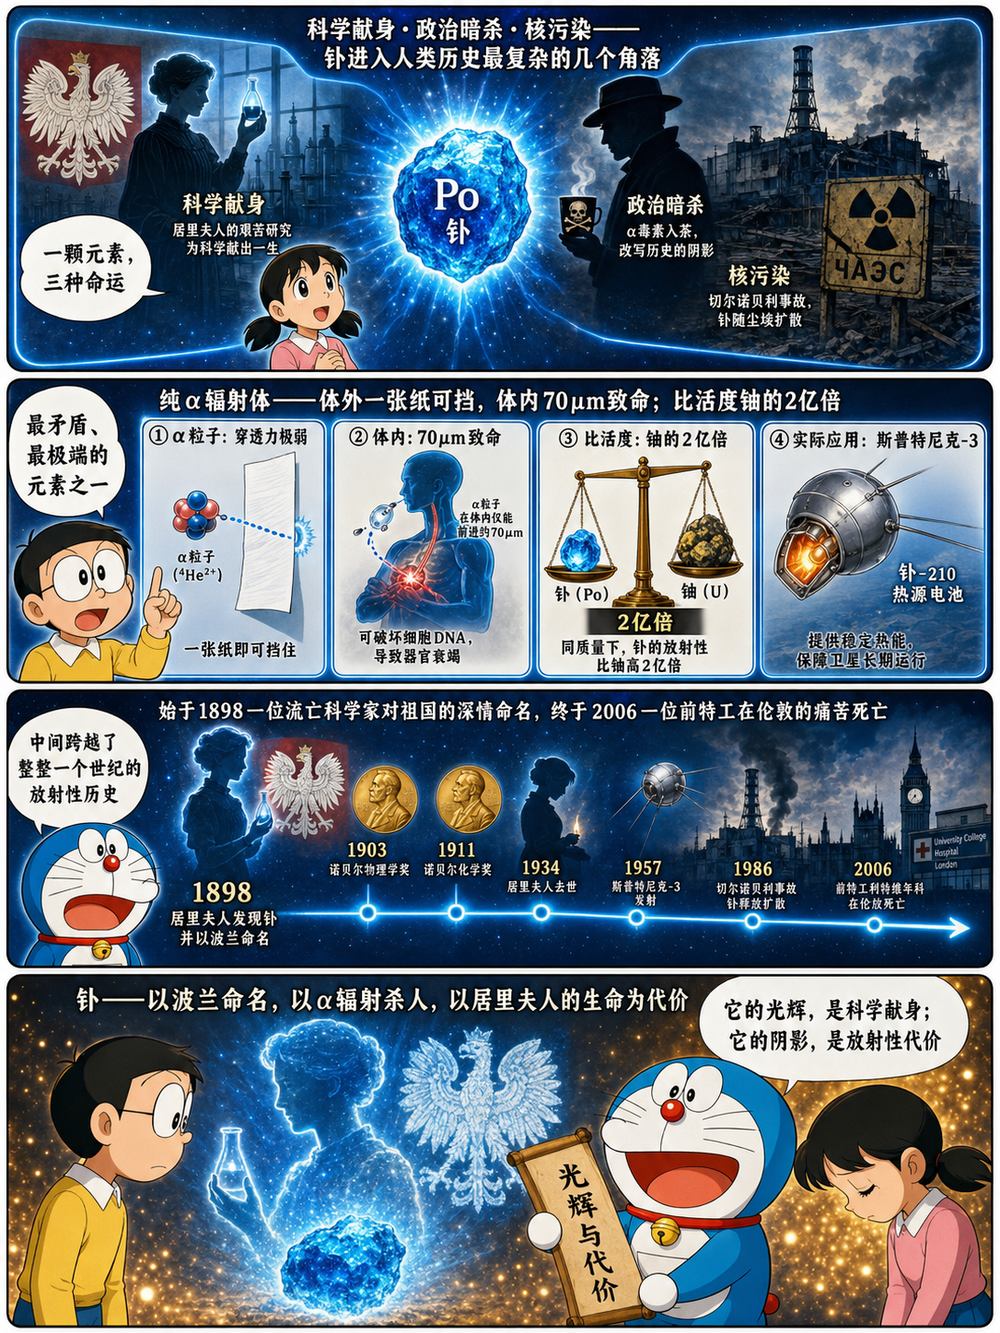 科学献身·政治暗杀·核污染——
钋进入人类历史最复杂的几个角落
Po
钋
科学献身
居里夫人的艰苦研究
为科学献出一生
政治暗杀
α毒素入茶,
改写历史的阴影
核污染
切尔诺贝利事故,
钋随尘埃扩散
ЧАЭС
一颗元素,
三种命运
纯α辐射体——体外一张纸可挡,体内70μm致命;比活度铀的2亿倍
最矛盾、
最极端的
元素之一
① α粒子:穿透力极弱
α粒子
(⁴He²⁺)
一张纸即可挡住
② 体内:70μm致命
α粒子
在体内仅能
前进约70μm
可破坏细胞DNA,
导致器官衰竭
③ 比活度:铀的2亿倍
钋(Po)
铀(U)
2亿倍
同质量下,钋的放射性
比铀高2亿倍
④ 实际应用:斯普特尼克-3
钋-210
热源电池
提供稳定热能,
保障卫星长期运行
始于1898一位流亡科学家对祖国的深情命名,终于2006一位前特工在伦敦的痛苦死亡
中间跨越了
整整一个世纪的
放射性历史
1898
居里夫人发现钋
并以波兰命名
1903
诺贝尔物理学奖
1911
诺贝尔化学奖
1934
居里夫人去世
1957
斯普特尼克-3
发射
1986
切尔诺贝利事故
钋释放扩散
2006
前特工利特维年科
在伦放死亡
University College
Hospital
London
钋——以波兰命名,以α辐射杀人,以居里夫人的生命为代价
它的光辉,是科学献身;
它的阴影,是放射性代价
光辉与代价